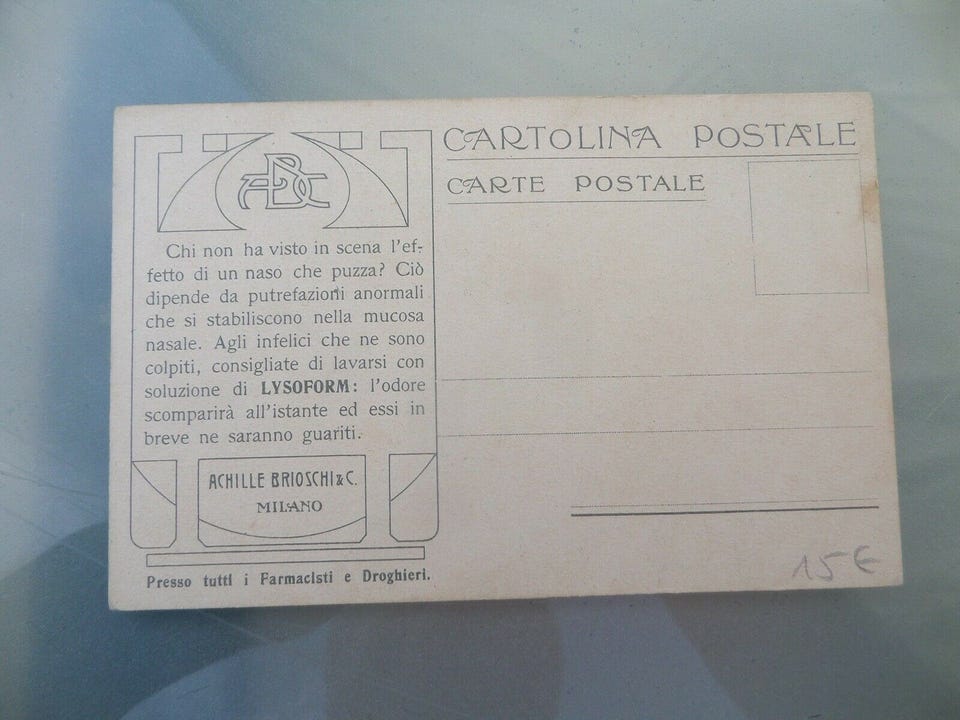 CARTOLINA POSTALE
CARTE POSTALE
ABC
Chi non ha visto in scena l'ef-
fetto di un naso che puzza? Ciò
dipende da putrefazioni anormali
che si stabiliscono nella mucosa
nasale. Agli infelici che ne sono
colpiti, consigliate di lavarsi con
soluzione di LYSOFORM: l'odore
scomparirà all'istante ed essi in
breve ne saranno guariti.
ACHILLE BRIOSCHI & C.
MILANO
Presso tutti i Farmacisti e Droghieri.
15€